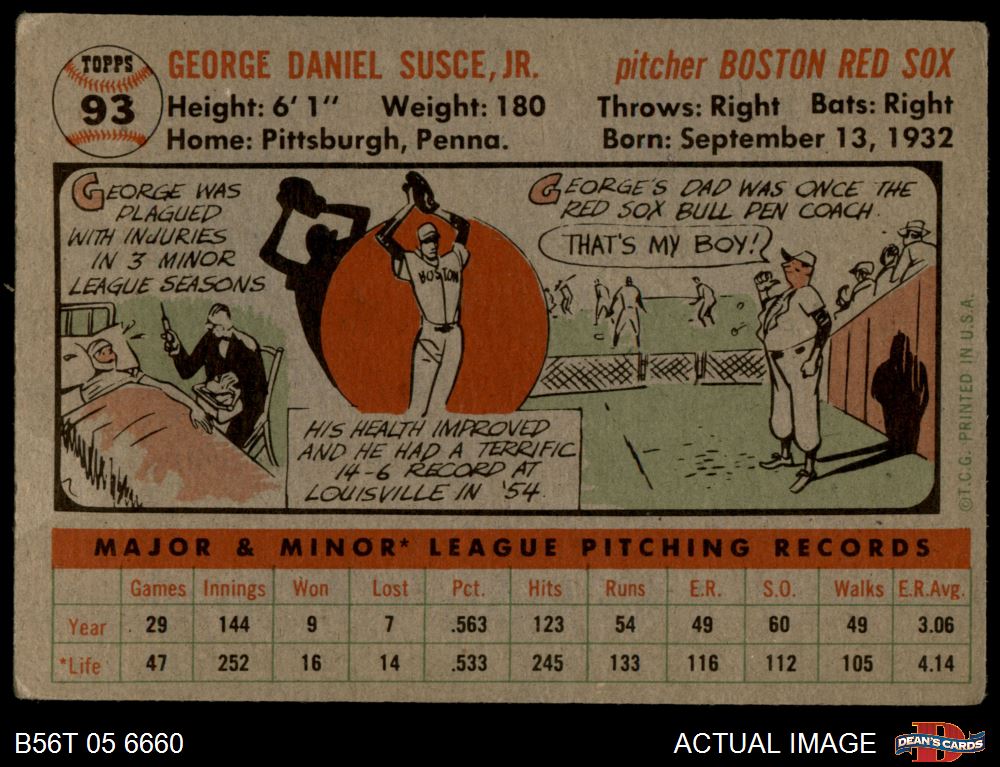 TOPPS
93
GEORGE DANIEL SUSCE, JR.
pitcher BOSTON RED SOX
Height: 6' 1" Weight: 180
Throws: Right Bats: Right
Home: Pittsburgh, Penna.
Born: September 13, 1932
GEORGE WAS
PLAGUED
WITH INJURIES
IN 3 MINOR
LEAGUE SEASONS
BOSTON
HIS HEALTH IMPROVED
AND HE HAD A TERRIFIC
14-6 RECORD AT
LOUISVILLE IN '54.
GEORGE'S DAD WAS ONCE THE
RED SOX BULL PEN COACH.
THAT'S MY BOY!
©T.C.G. PRINTED IN U.S.A.
MAJOR & MINOR* LEAGUE PITCHING RECORDS
Games Innings Won Lost Pct. Hits Runs E.R. S.O. Walks E.R.Avg.
Year 29 144 9 7 .563 123 54 49 60 49 3.06
*Life 47 252 16 14 .533 245 133 116 112 105 4.14
B56T 05 6660
ACTUAL IMAGE
D
DEAN'S CARDS